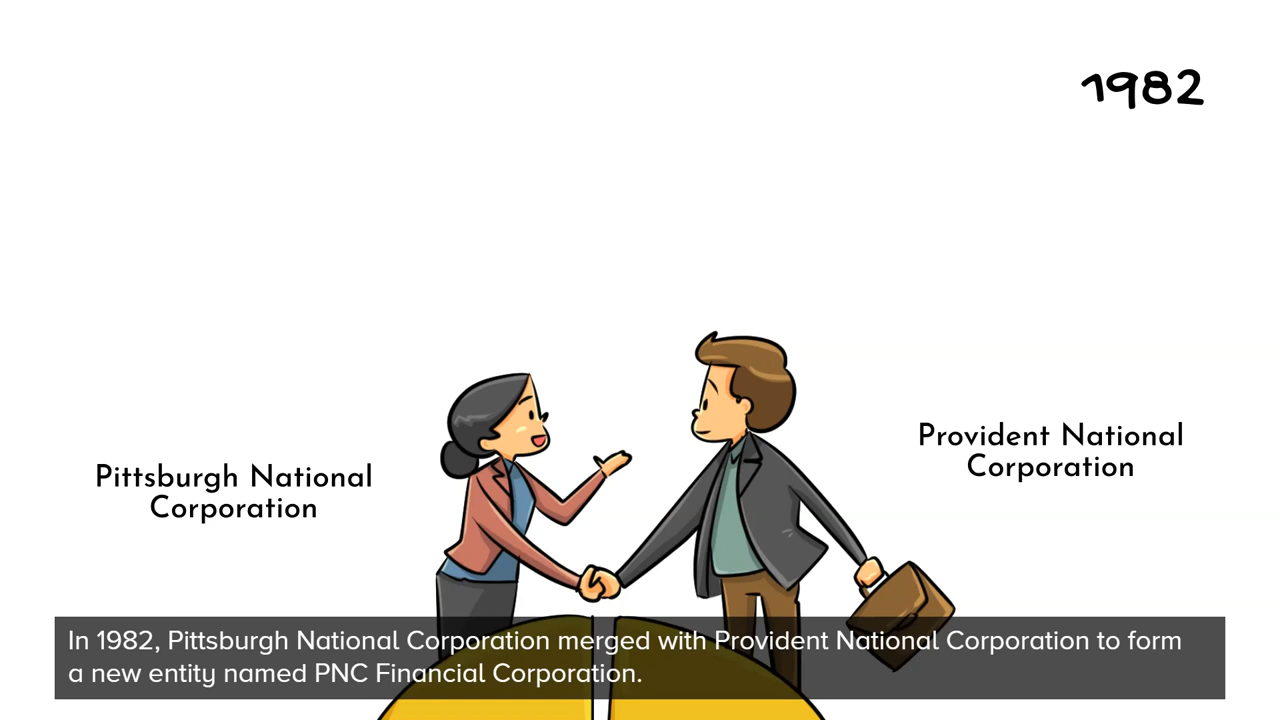 1982
Provident National
Corporation
Pittsburgh National
Corporation
In 1982, Pittsburgh National Corporation merged with Provident National Corporation to form
a new entity named PNC Financial Corporation.